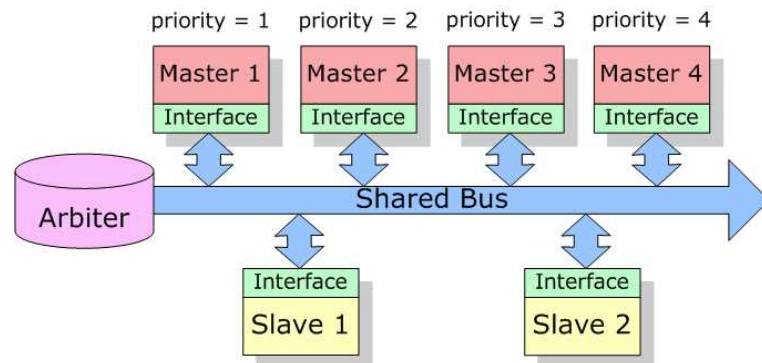 priority = 1 priority = 2 priority = 3 priority = 4
Master 1 Master 2 Master 3 Master 4
Interface Interface Interface Interface
Arbiter
Shared Bus
Interface Interface
Slave 1 Slave 2